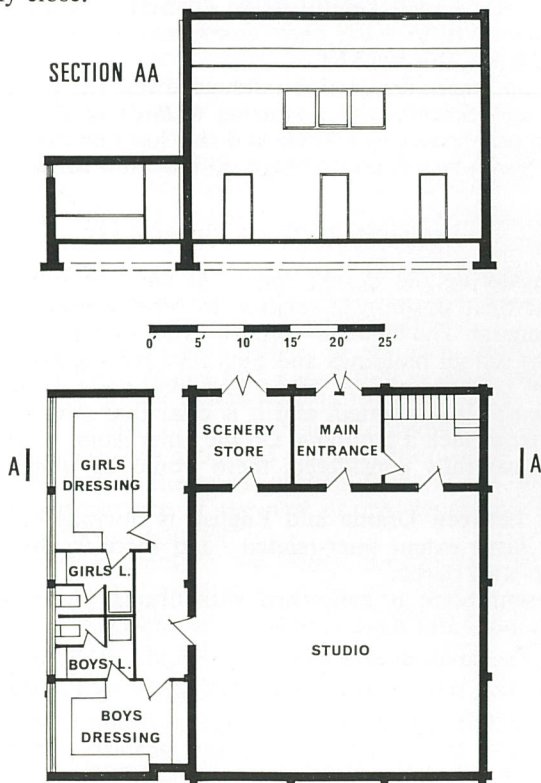 y close.
SECTION AA
0' 5' 10' 15' 20' 25'
SCENERY
STORE
MAIN
ENTRANCE
A
GIRLS
DRESSING
A
GIRLS L.
BOYS L.
STUDIO
BOYS
DRESSING